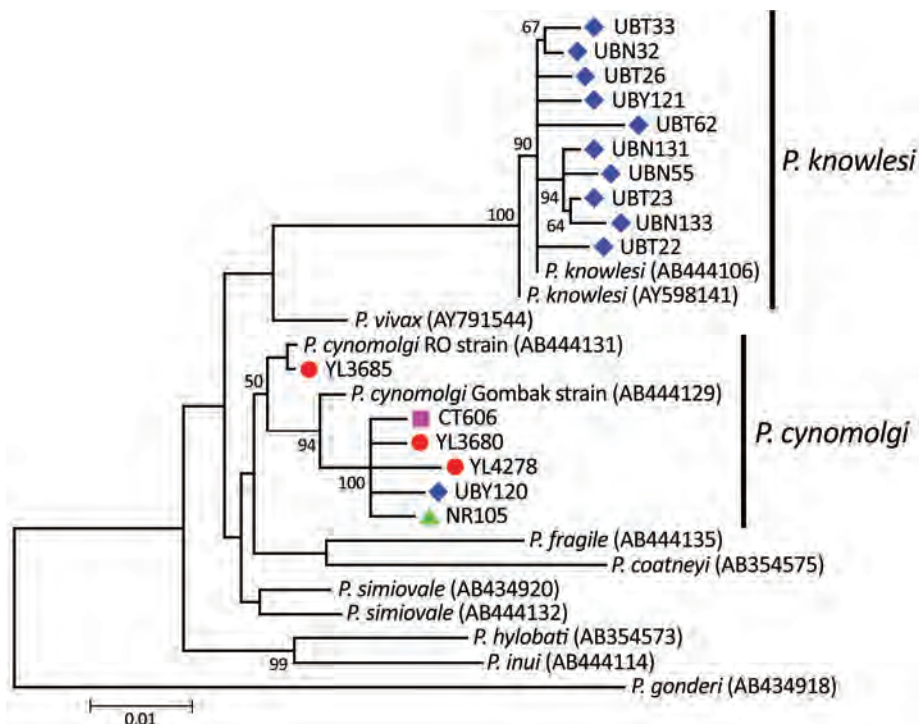 67
UBT33
UBN32
UBT26
UBY121
90
UBT62
UBN131
P. knowlesi
UBN55
94
UBT23
64
UBN133
100
UBT22
P. knowlesi (AB444106)
P. knowlesi (AY598141)
P. vivax (AY791544)
P. cynomolgi RO strain (AB444131)
50
YL3685
P. cynomolgi Gombak strain (AB444129)
CT606
94
YL3680
P. cynomolgi
YL4278
100
UBY120
NR105
P. fragile (AB444135)
P. coatneyi (AB354575)
P. simiovale (AB434920)
P. simiovale (AB444132)
P. hylobati (AB354573)
99
P. inui (AB444114)
P. gonderi (AB434918)
0.01